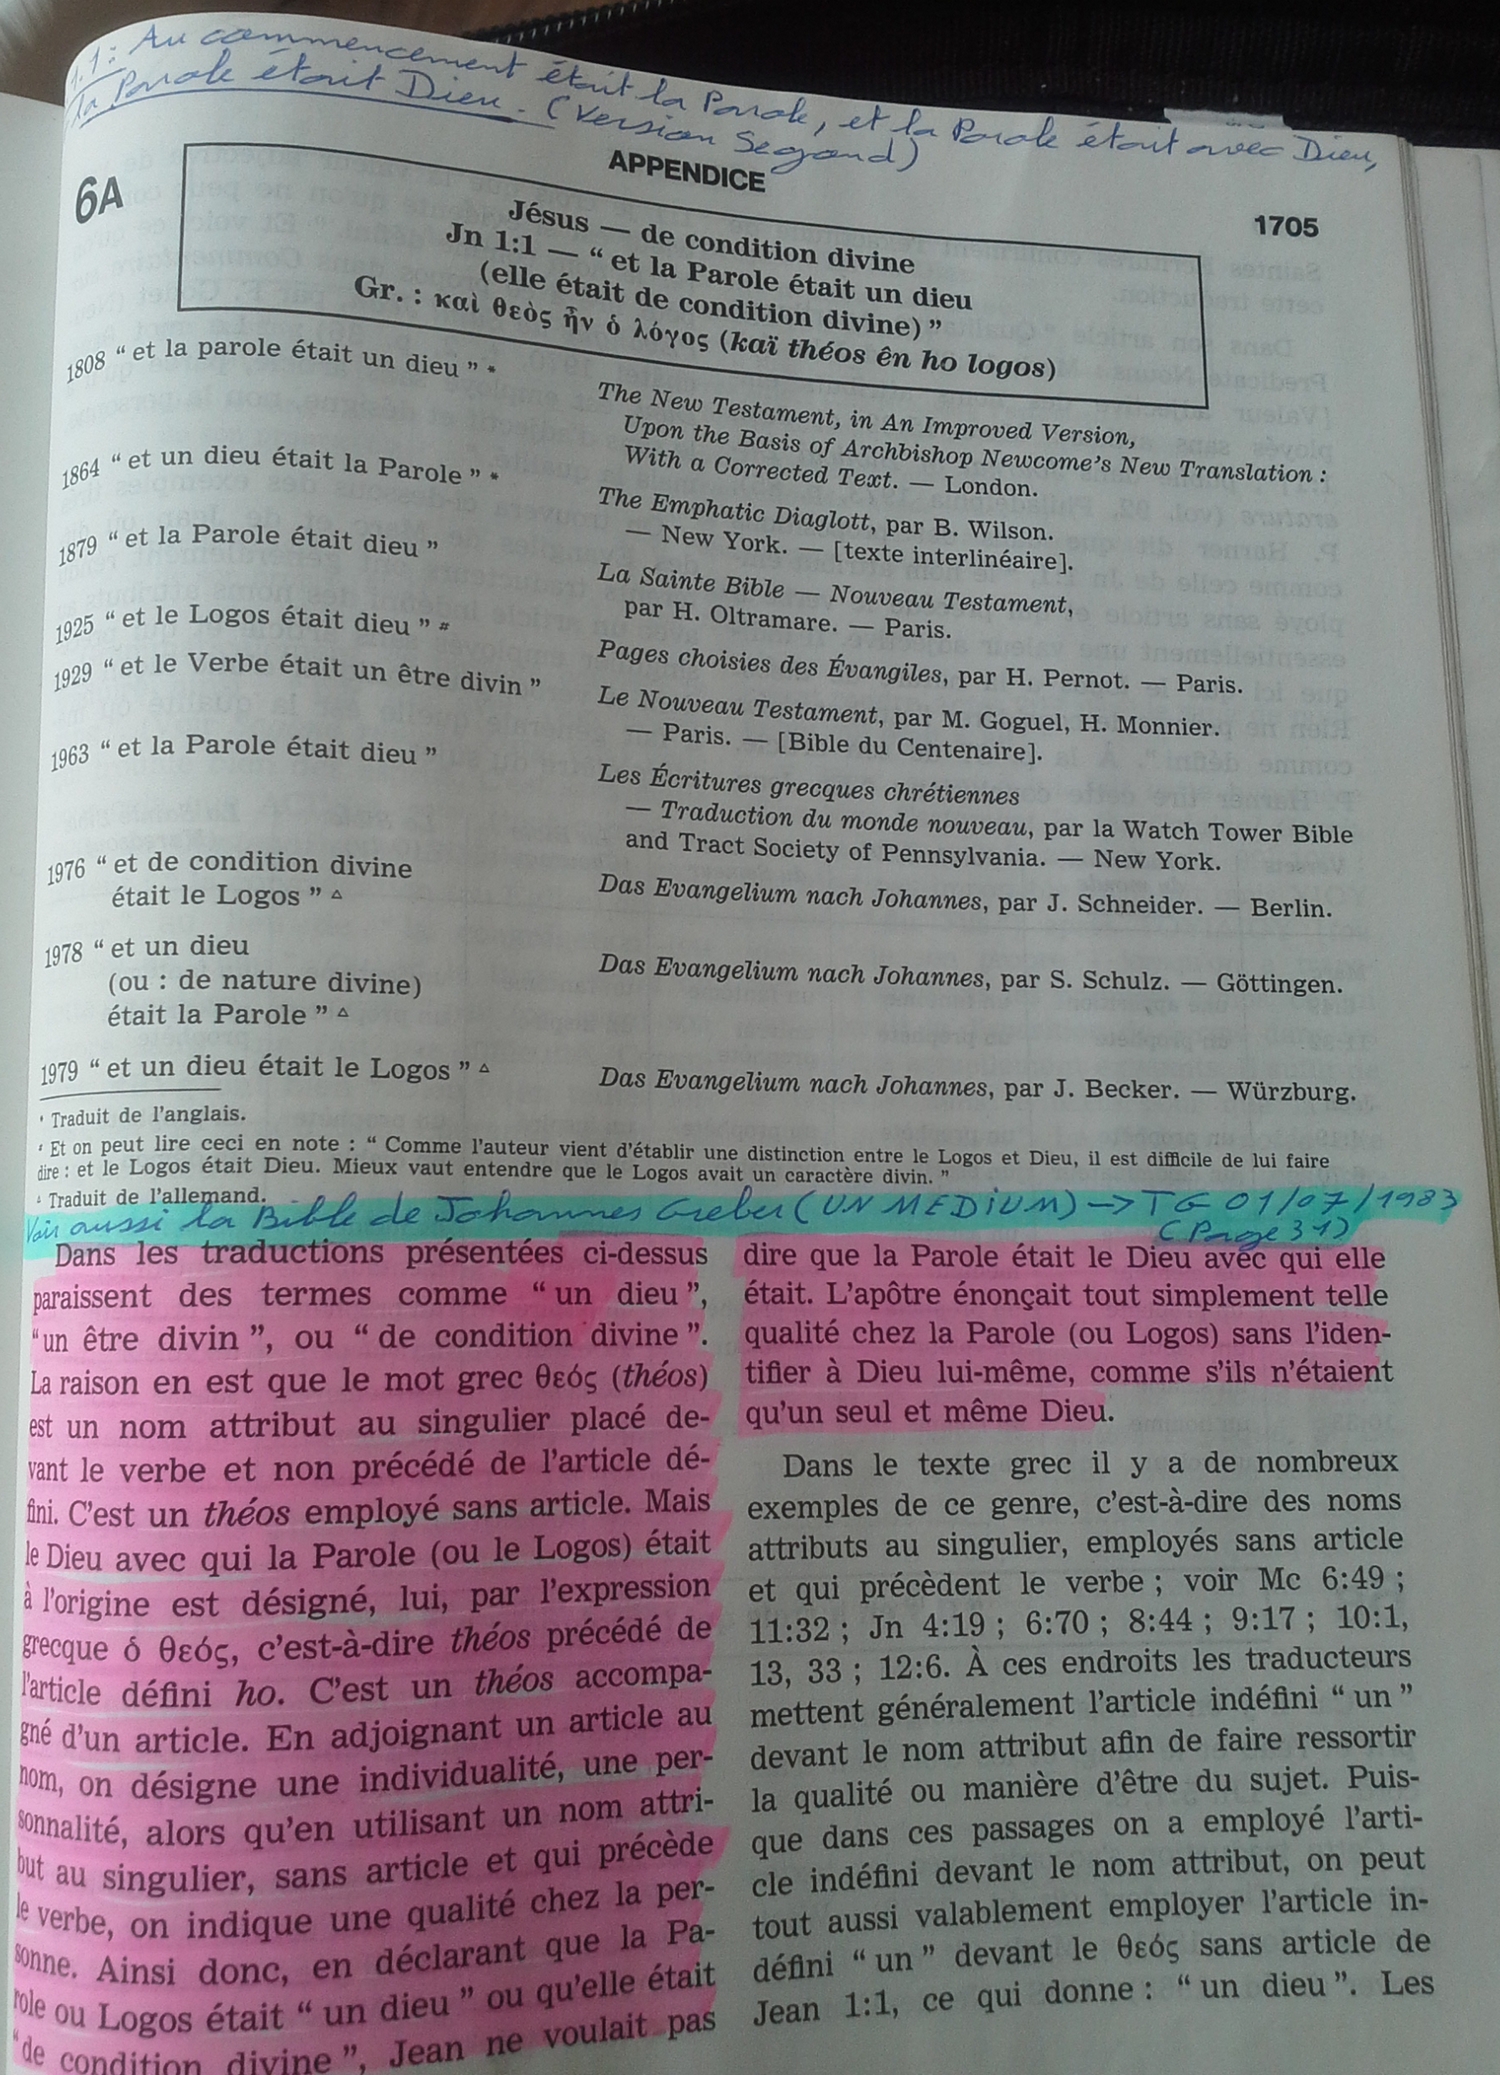 1.1: Au commencement était la Parole, et la Parole était avec Dieu,
la Parole était Dieu. (Version Segond)
APPENDICE
6A
1705
Jésus — de condition divine
Jn 1:1 — “ et la Parole était un dieu
(elle était de condition divine) ”
Gr. : καὶ θεὸς ἦν ὁ λόγος (kaï théos ên ho logos)
1808 “ et la parole était un dieu ” *
The New Testament, in An Improved Version,
Upon the Basis of Archbishop Newcome’s New Translation :
With a Corrected Text. — London.
1864 “ et un dieu était la Parole ” *
The Emphatic Diaglott, par B. Wilson.
— New York. — [texte interlinéaire].
1879 “ et la Parole était dieu ”
La Sainte Bible — Nouveau Testament,
par H. Oltramare. — Paris.
1925 “ et le Logos était dieu ” #
Pages choisies des Évangiles, par H. Pernot. — Paris.
1929 “ et le Verbe était un être divin ”
Le Nouveau Testament, par M. Goguel, H. Monnier.
— Paris. — [Bible du Centenaire].
1963 “ et la Parole était dieu ”
Les Écritures grecques chrétiennes
— Traduction du monde nouveau, par la Watch Tower Bible
and Tract Society of Pennsylvania. — New York.
1976 “ et de condition divine
était le Logos ” △
Das Evangelium nach Johannes, par J. Schneider. — Berlin.
1978 “ et un dieu
(ou : de nature divine)
était la Parole ” △
Das Evangelium nach Johannes, par S. Schulz. — Göttingen.
1979 “ et un dieu était le Logos ” △
Das Evangelium nach Johannes, par J. Becker. — Würzburg.
* Traduit de l’anglais.
# Et on peut lire ceci en note : “ Comme l’auteur vient d’établir une distinction entre le Logos et Dieu, il est difficile de lui faire
dire : et le Logos était Dieu. Mieux vaut entendre que le Logos avait un caractère divin. ”
△ Traduit de l’allemand.
Voir aussi la Bible de Johannes Greber (UN MEDIUM) → TG 01/07/1983
(Page 31)
Dans les traductions présentées ci-dessus
paraissent des termes comme “ un dieu ”,
“ un être divin ”, ou “ de condition divine ”.
La raison en est que le mot grec θεός (théos)
est un nom attribut au singulier placé de-
vant le verbe et non précédé de l’article dé-
fini. C’est un théos employé sans article. Mais
le Dieu avec qui la Parole (ou le Logos) était
à l’origine est désigné, lui, par l’expression
grecque ὁ θεός, c’est-à-dire théos précédé de
l’article défini ho. C’est un théos accompa-
gné d’un article. En adjoignant un article au
nom, on désigne une individualité, une per-
sonnalité, alors qu’en utilisant un nom attri-
but au singulier, sans article et qui précède
le verbe, on indique une qualité chez la per-
sonne. Ainsi donc, en déclarant que la Pa-
role ou Logos était “ un dieu ” ou qu’elle était
“ de condition divine ”, Jean ne voulait pas
dire que la Parole était le Dieu avec qui elle
était. L’apôtre énonçait tout simplement telle
qualité chez la Parole (ou Logos) sans l’iden-
tifier à Dieu lui-même, comme s’ils n’étaient
qu’un seul et même Dieu.
Dans le texte grec il y a de nombreux
exemples de ce genre, c’est-à-dire des noms
attributs au singulier, employés sans article
et qui précèdent le verbe ; voir Mc 6:49 ;
11:32 ; Jn 4:19 ; 6:70 ; 8:44 ; 9:17 ; 10:1,
13, 33 ; 12:6. À ces endroits les traducteurs
mettent généralement l’article indéfini “ un ”
devant le nom attribut afin de faire ressortir
la qualité ou manière d’être du sujet. Puis-
que dans ces passages on a employé l’arti-
cle indéfini devant le nom attribut, on peut
tout aussi valablement employer l’article in-
défini “ un ” devant le θεός sans article de
Jean 1:1, ce qui donne : “ un dieu ”. Les